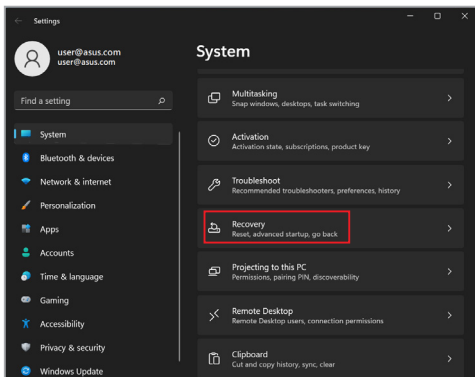 Settings
user@asus.com
user@asus.com
Find a setting
System
Bluetooth & devices
Network & internet
Personalization
Apps
Accounts
Time & language
Gaming
Accessibility
Privacy & security
Windows Update
System
Multitasking
Snap windows, desktops, task switching
Activation
Activation state, subscriptions, product key
Troubleshoot
Recommended troubleshooters, preferences, history
Recovery
Reset, advanced startup, go back
Projecting to this PC
Permissions, pairing PIN, discoverability
Remote Desktop
Remote Desktop users, connection permissions
Clipboard
Cut and copy history, sync, clear